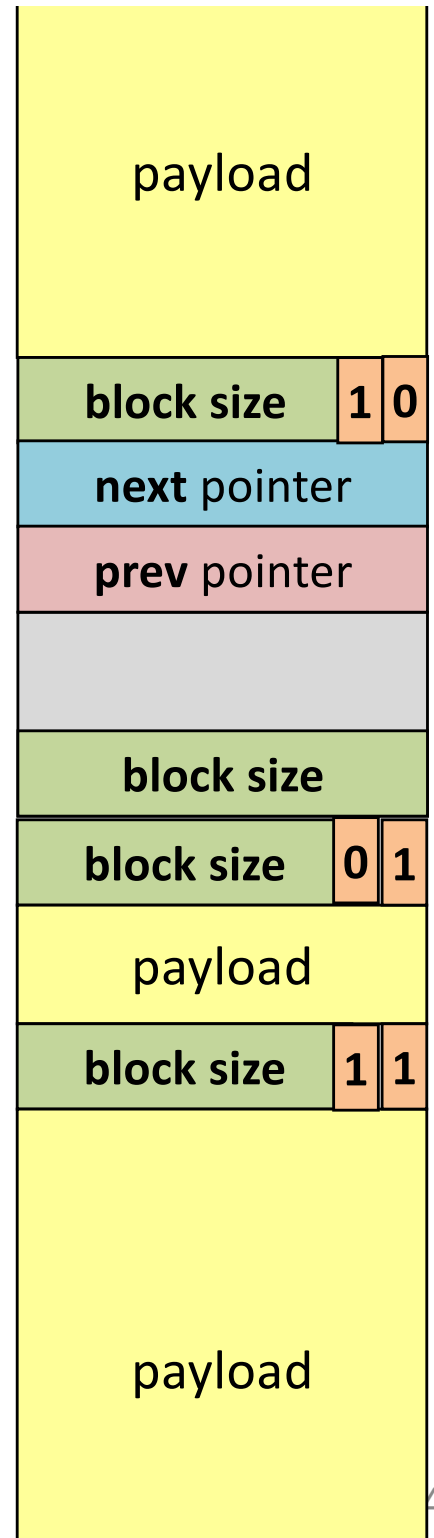 payload
block size 1 0
next pointer
prev pointer
block size
block size 0 1
payload
block size 1 1
payload